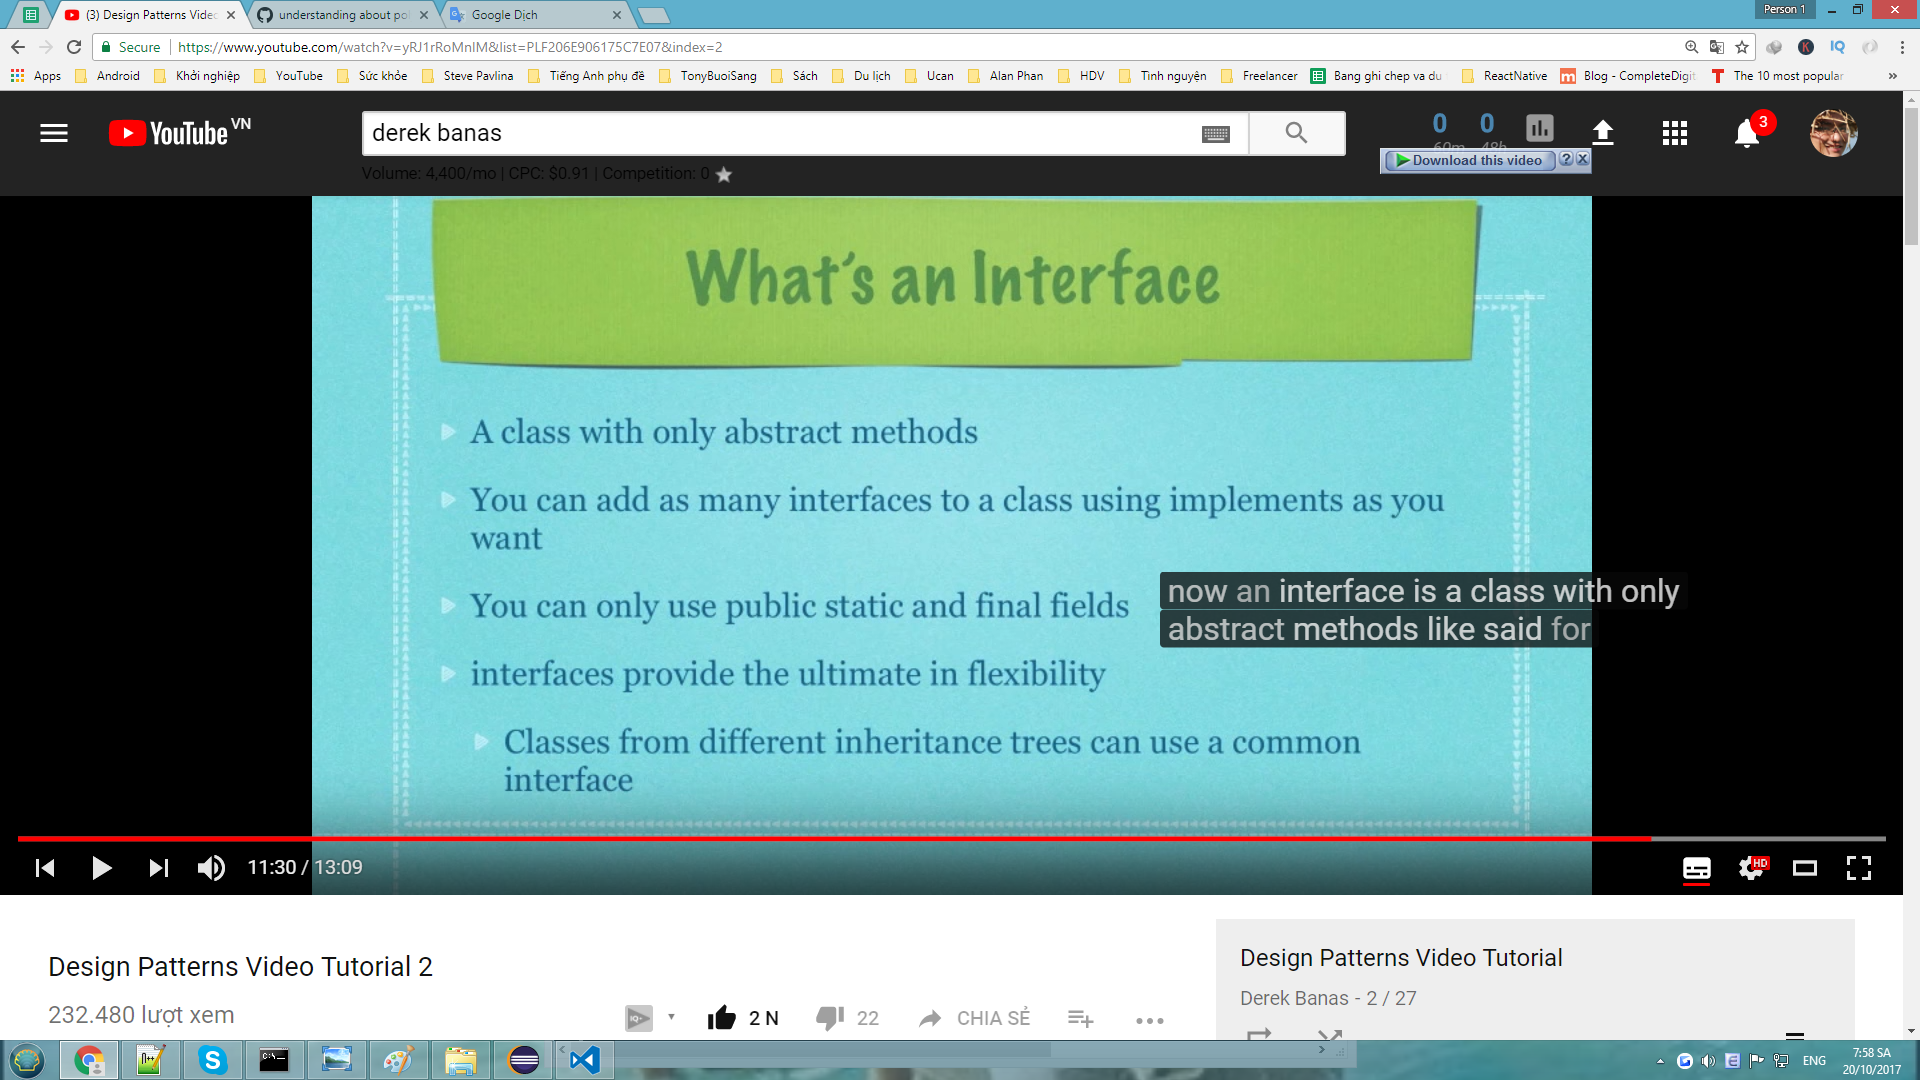 (3) Design Patterns Video
understanding about pol
Google Dịch
Person 1
Secure
https://www.youtube.com/watch?v=yRJ1rRoMnIM&list=PLF206E906175C7E07&index=2
Apps
Android
Khởi nghiệp
YouTube
Sức khỏe
Steve Pavlina
Tiếng Anh phụ đề
TonyBuoiSang
Sách
Du lịch
Ucan
Alan Phan
HDV
Tình nguyện
Freelancer
Bang ghi chep va du
ReactNative
Blog - CompleteDigit
The 10 most popular
YouTube VN
derek banas
0 0
60m 48h
3
Download this video
Volume: 4,400/mo | CPC: $0.91 | Competition: 0
What's an Interface
A class with only abstract methods
You can add as many interfaces to a class using implements as you
want
You can only use public static and final fields
now an interface is a class with only
abstract methods like said for
interfaces provide the ultimate in flexibility
Classes from different inheritance trees can use a common
interface
11:30 / 13:09
HD
Design Patterns Video Tutorial 2
232.480 lượt xem
2 N
22
CHIA SẺ
Design Patterns Video Tutorial
Derek Banas - 2 / 27
ENG
7:58 SA
20/10/2017